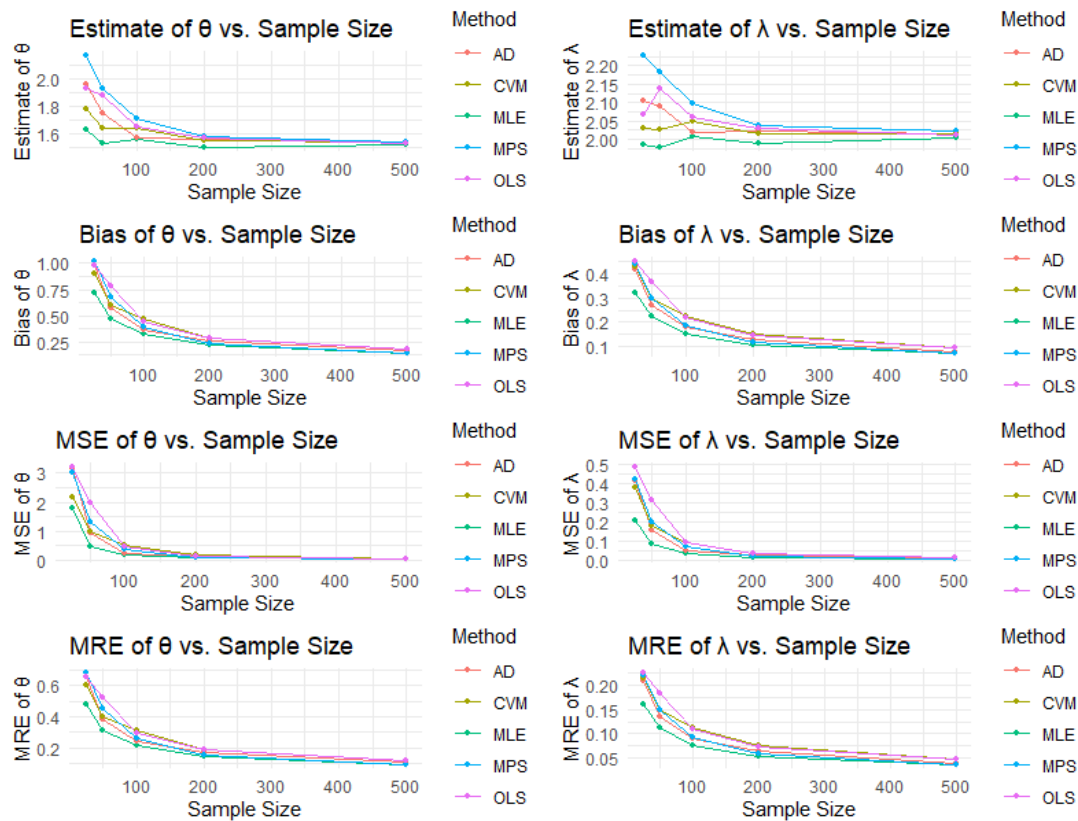 Estimate of θ vs. Sample Size
Estimate of θ
2.0
1.8
1.6
100 200 300 400 500
Sample Size
Method
AD
CVM
MLE
MPS
OLS
Estimate of λ vs. Sample Size
Estimate of λ
2.20
2.15
2.10
2.05
2.00
100 200 300 400 500
Sample Size
Method
AD
CVM
MLE
MPS
OLS
Bias of θ vs. Sample Size
Bias of θ
1.00
0.75
0.50
0.25
100 200 300 400 500
Sample Size
Method
AD
CVM
MLE
MPS
OLS
Bias of λ vs. Sample Size
Bias of λ
0.4
0.3
0.2
0.1
100 200 300 400 500
Sample Size
Method
AD
CVM
MLE
MPS
OLS
MSE of θ vs. Sample Size
MSE of θ
3
2
1
0
100 200 300 400 500
Sample Size
Method
AD
CVM
MLE
MPS
OLS
MSE of λ vs. Sample Size
MSE of λ
0.5
0.4
0.3
0.2
0.1
0.0
100 200 300 400 500
Sample Size
Method
AD
CVM
MLE
MPS
OLS
MRE of θ vs. Sample Size
MRE of θ
0.6
0.4
0.2
100 200 300 400 500
Sample Size
Method
AD
CVM
MLE
MPS
OLS
MRE of λ vs. Sample Size
MRE of λ
0.20
0.15
0.10
0.05
100 200 300 400 500
Sample Size
Method
AD
CVM
MLE
MPS
OLS